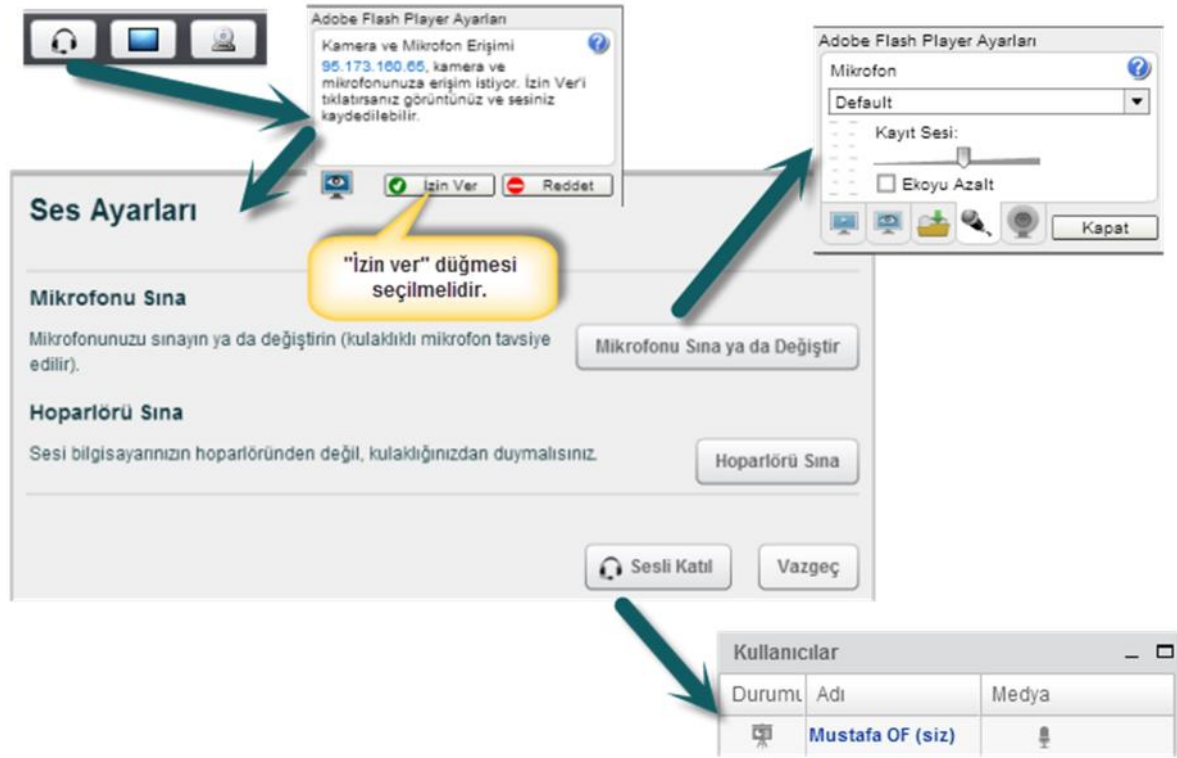 Adobe Flash Player Ayarları
Kamera ve Mikrofon Erişimi
95.173.160.65, kamera ve
mikrofonunuza erişim istiyor. İzin Ver'i
tıklatırsanız görüntünüz ve sesiniz
kaydedilebilir.
İzin Ver
Reddet
Adobe Flash Player Ayarları
Mikrofon
Default
Kayıt Sesi:
Ekoyu Azalt
Kapat
Ses Ayarları
"İzin ver" düğmesi
seçilmelidir.
Mikrofonu Sına
Mikrofonunuzu sınayın ya da değiştirin (kulaklıklı mikrofon tavsiye
edilir).
Mikrofonu Sına ya da Değiştir
Hoparlörü Sına
Sesi bilgisayarınızın hoparlöründen değil, kulaklığınızdan duymalısınız.
Hoparlörü Sına
Sesli Katıl
Vazgeç
Kullanıcılar
Durumu Adı Medya
Mustafa OF (siz)